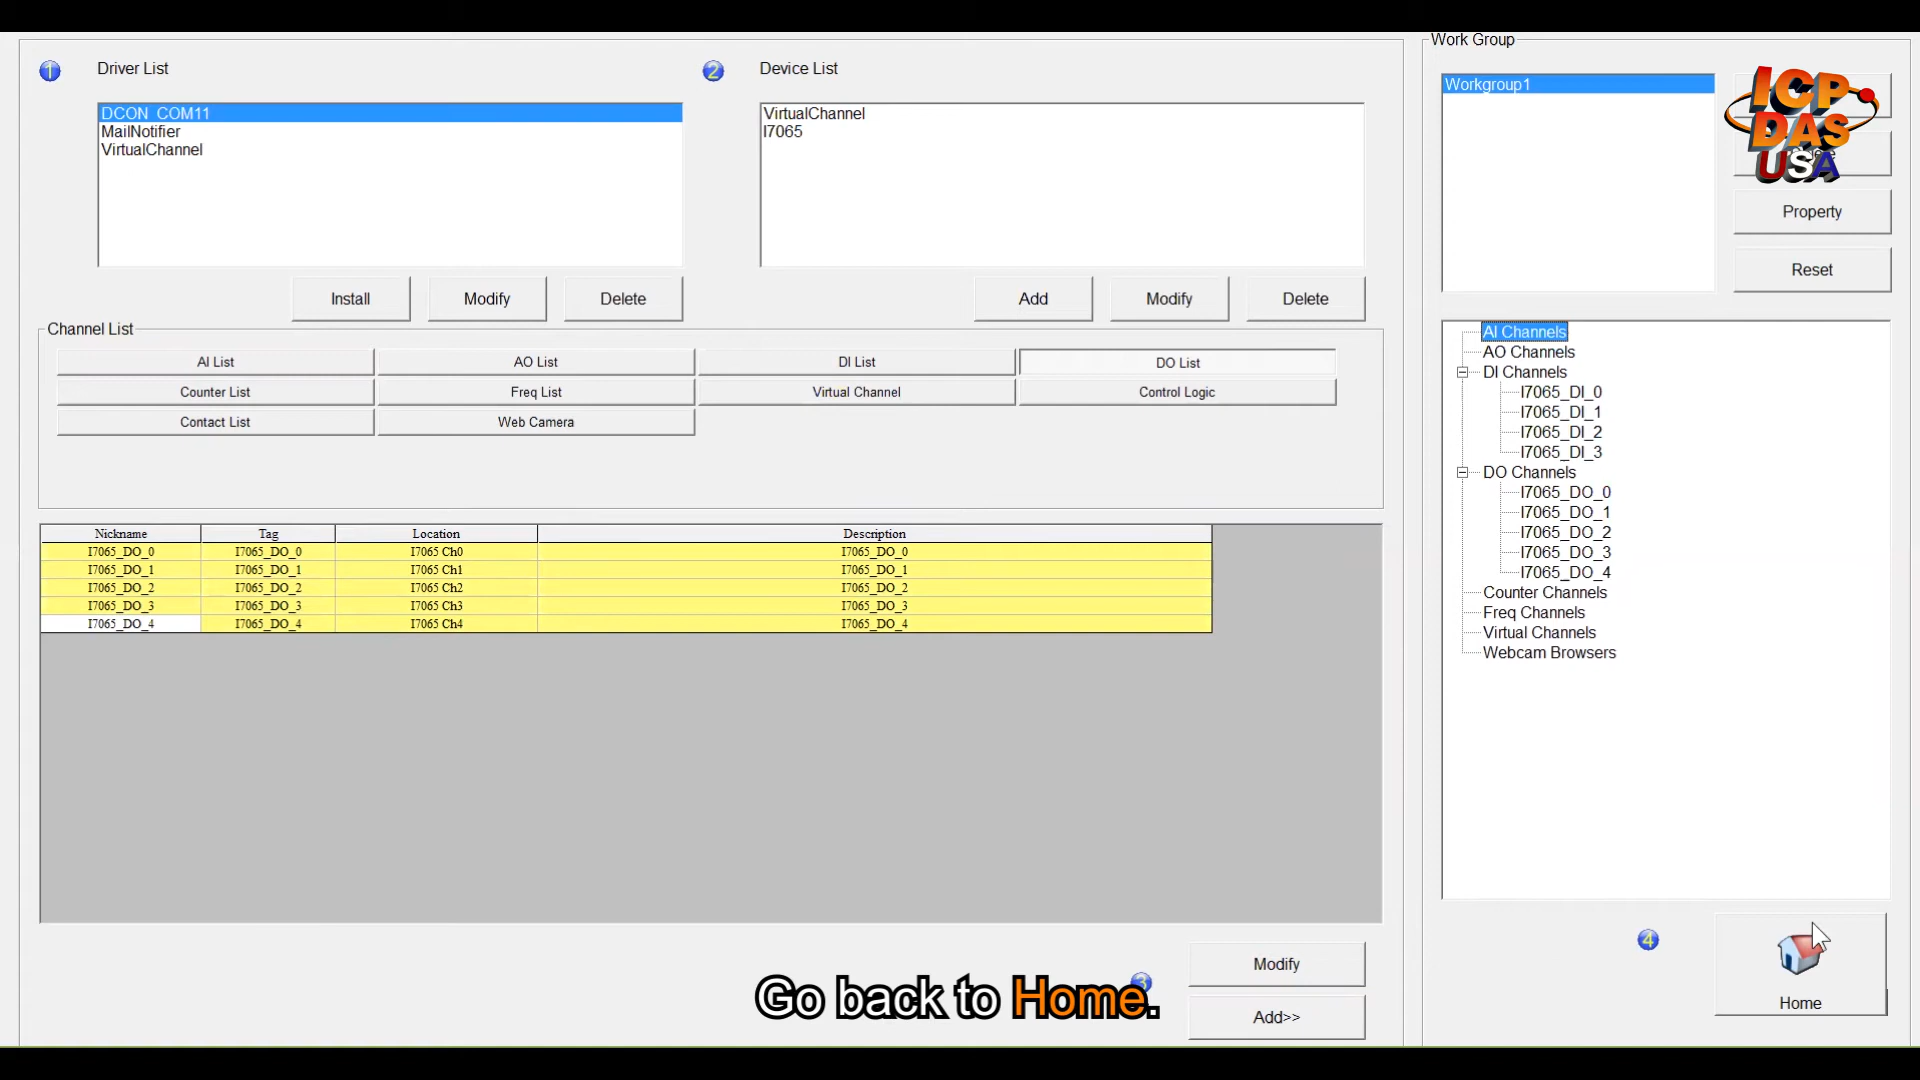 Work Group
1
Driver List
2
Device List
DCON_COM11
MailNotifier
VirtualChannel
VirtualChannel
I7065
Workgroup1
ICP
DAS
USA
Property
Reset
Install
Modify
Delete
Add
Modify
Delete
Channel List
AI List
AO List
DI List
DO List
Counter List
Freq List
Virtual Channel
Control Logic
Contact List
Web Camera
AI Channels
AO Channels
DI Channels
I7065_DI_0
I7065_DI_1
I7065_DI_2
I7065_DI_3
DO Channels
I7065_DO_0
I7065_DO_1
I7065_DO_2
I7065_DO_3
I7065_DO_4
Counter Channels
Freq Channels
Virtual Channels
Webcam Browsers
Nickname Tag Location Description
I7065_DO_0 I7065_DO_0 I7065 Ch0 I7065_DO_0
I7065_DO_1 I7065_DO_1 I7065 Ch1 I7065_DO_1
I7065_DO_2 I7065_DO_2 I7065 Ch2 I7065_DO_2
I7065_DO_3 I7065_DO_3 I7065 Ch3 I7065_DO_3
I7065_DO_4 I7065_DO_4 I7065 Ch4 I7065_DO_4
4
Modify
3
Go back to Home.
Add>>
Home